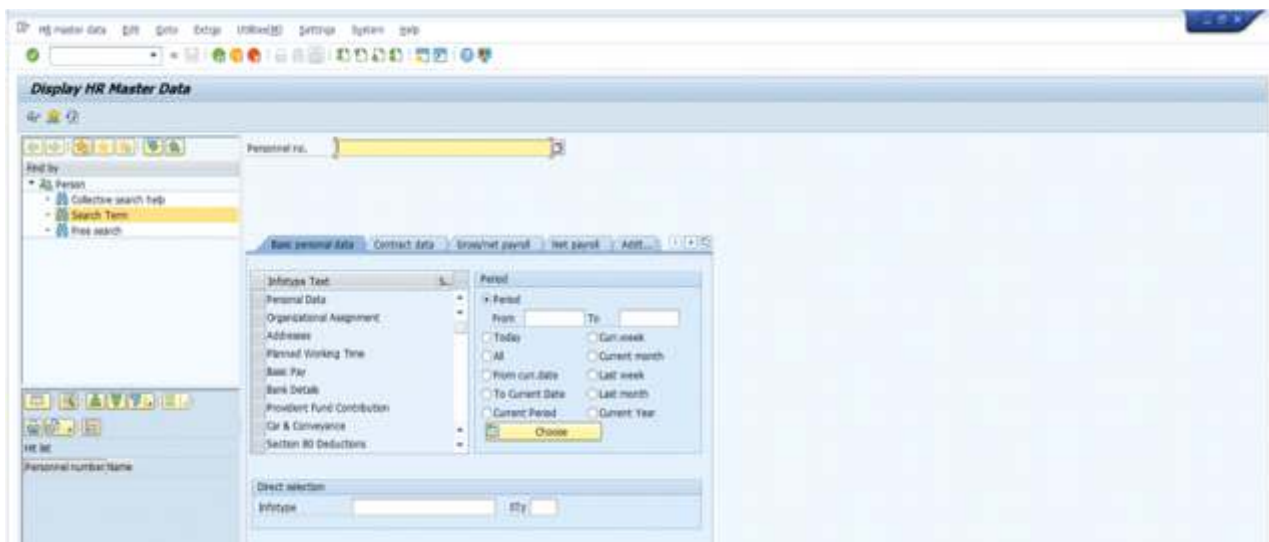 HR master data Edit Goto Extras Utilities(M) Settings System Help
Display HR Master Data
Find by
Person
Collective search help
Search Term
Free search
Hit list
Personnel number Name
Personnel no.
Basic personal data Contract data Gross/net payroll Net payroll Addit...
Infotype Text S..
Personal Data
Organizational Assignment
Addresses
Planned Working Time
Basic Pay
Bank Details
Provident Fund Contribution
Car & Conveyance
Section 80 Deductions
Period
Period
From To
Today Curr.week
All Current month
From curr.date Last week
To Current Date Last month
Current Period Current Year
Choose
Direct selection
Infotype STy